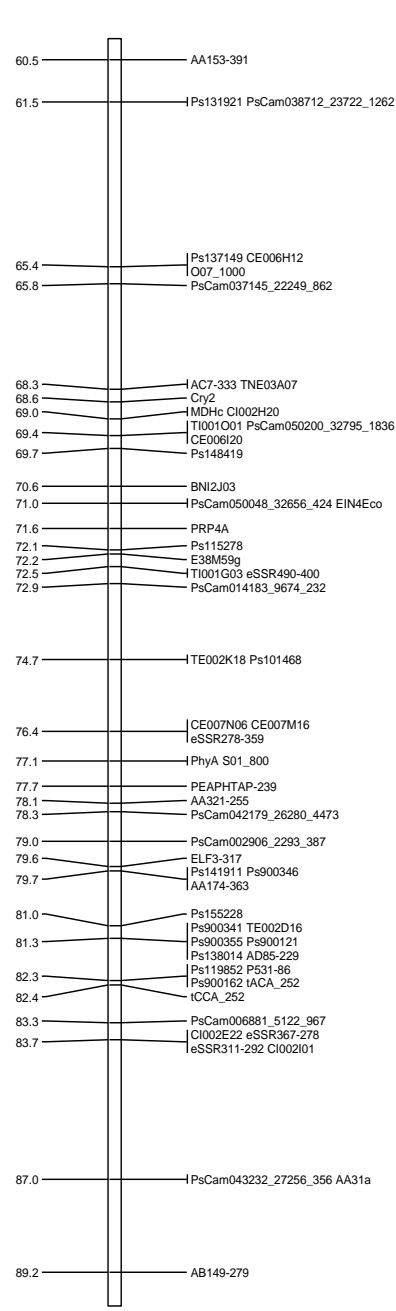 60.5 AA153-391
61.5 Ps131921 PsCam038712_23722_1262
65.4 Ps137149 CE006H12
O07_1000
65.8 PsCam037145_22249_862
68.3 AC7-333 TNE03A07
68.6 Cry2
69.0 MDHc CI002H20
69.4 TI001O01 PsCam050200_32795_1836
CE006I20
69.7 Ps148419
70.6 BNI2J03
71.0 PsCam050048_32656_424 EIN4Eco
71.6 PRP4A
72.1 Ps115278
72.2 E38M59g
72.5 TI001G03 eSSR490-400
72.9 PsCam014183_9674_232
74.7 TE002K18 Ps101468
76.4 CE007N06 CE007M16
eSSR278-359
77.1 PhyA S01_800
77.7 PEAPHTAP-239
78.1 AA321-255
78.3 PsCam042179_26280_4473
79.0 PsCam002906_2293_387
79.6 ELF3-317
79.7 Ps141911 Ps900346
AA174-363
81.0 Ps155228
81.3 Ps900341 TE002D16
Ps900355 Ps900121
Ps138014 AD85-229
82.3 Ps119852 P531-86
Ps900162 tACA_252
82.4 tCCA_252
83.3 PsCam006881_5122_967
83.7 CI002E22 eSSR367-278
eSSR311-292 CI002I01
87.0 PsCam043232_27256_356 AA31a
89.2 AB149-279